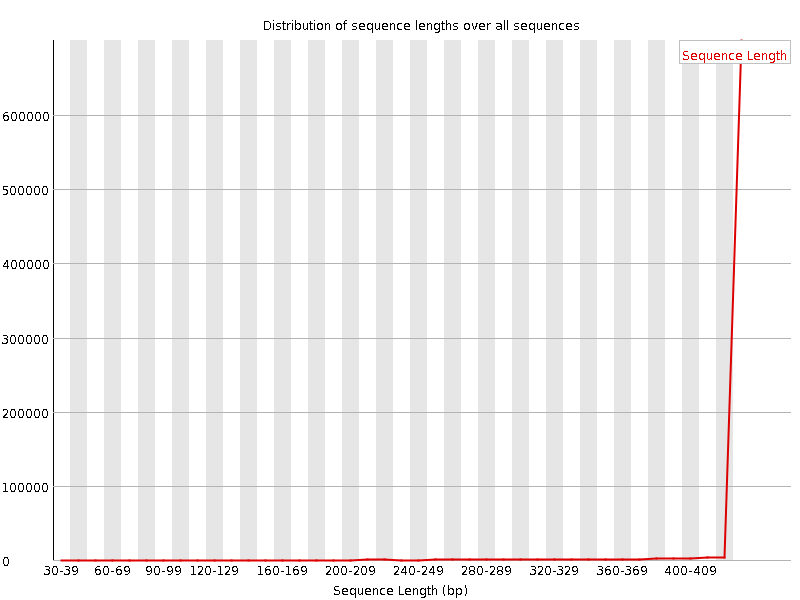 Distribution of sequence lengths over all sequences
Sequence Length
600000
500000
400000
300000
200000
100000
0
30-39 60-69 90-99 120-129 160-169 200-209 240-249 280-289 320-329 360-369 400-409
Sequence Length (bp)